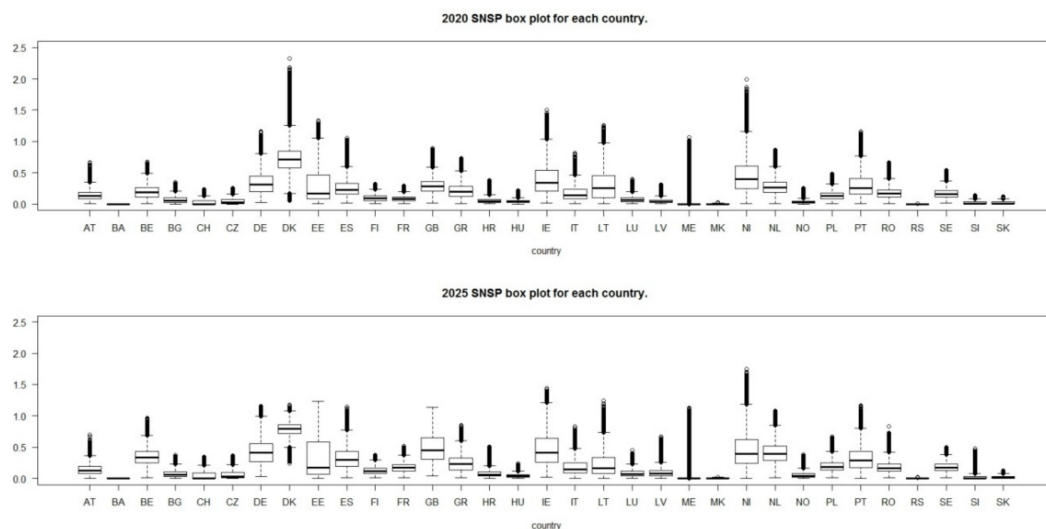 2020 SNSP box plot for each country.
2.5
2.0
1.5
1.0
0.5
0.0
AT BA BE BG CH CZ DE DK EE ES FI FR GB GR HR HU IE IT LT LU LV ME MK NI NL NO PL PT RO RS SE SI SK
country
2025 SNSP box plot for each country.
2.5
2.0
1.5
1.0
0.5
0.0
AT BA BE BG CH CZ DE DK EE ES FI FR GB GR HR HU IE IT LT LU LV ME MK NI NL NO PL PT RO RS SE SI SK
country